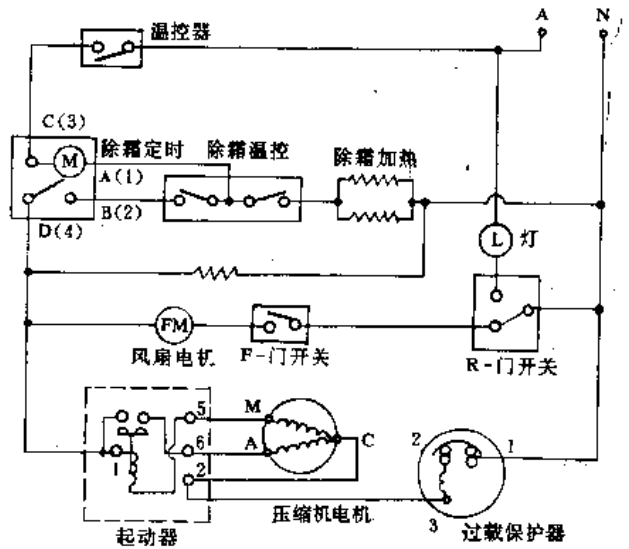 温控器
A
N
C(3)
M
除霜定时
除霜温控
除霜加热
A(1)
B(2)
D(4)
L
灯
FM
风扇电机
F-门开关
R-门开关
5
M
6
A
C
1
2
2
1
3
起动器
压缩机电机
过载保护器